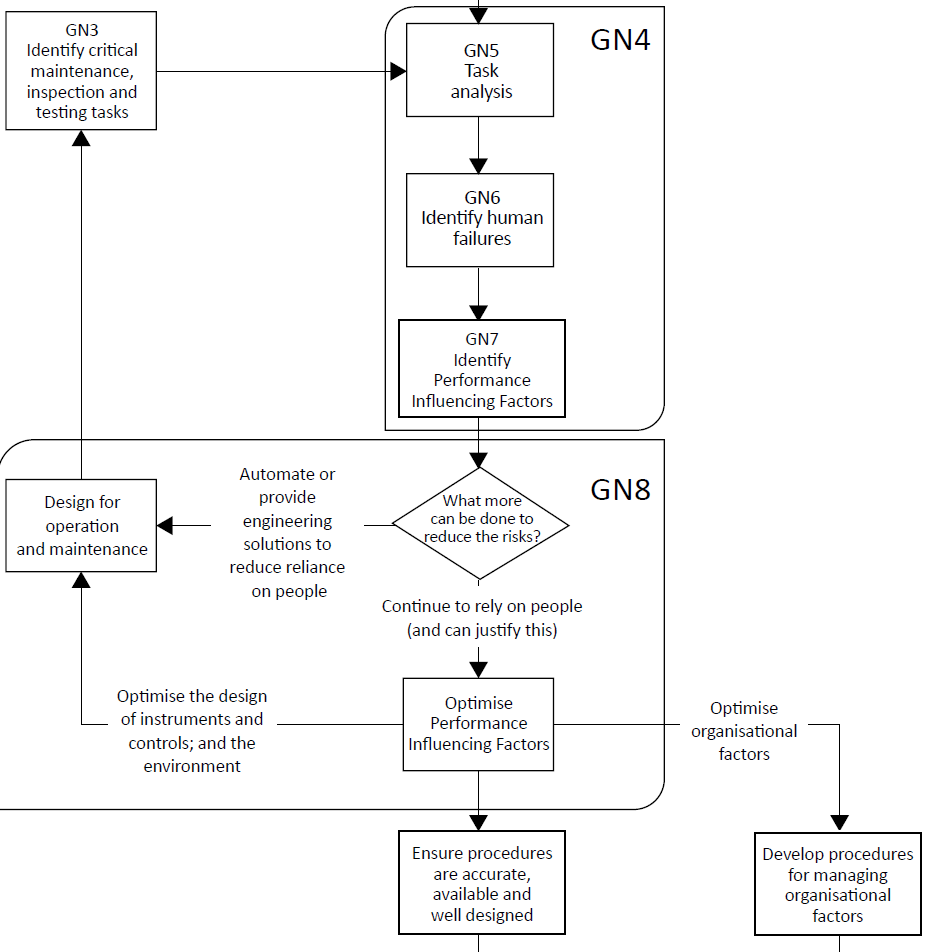 GN3
Identify critical
maintenance,
inspection and
testing tasks
GN4
GN5
Task
analysis
GN6
Identify human
failures
GN7
Identify
Performance
Influencing Factors
GN8
Design for
operation
and maintenance
Automate or
provide
engineering
solutions to
reduce reliance
on people
What more
can be done to
reduce the risks?
Continue to rely on people
(and can justify this)
Optimise the design
of instruments and
controls; and the
environment
Optimise
Performance
Influencing Factors
Optimise
organisational
factors
Ensure procedures
are accurate,
available and
well designed
Develop procedures
for managing
organisational
factors